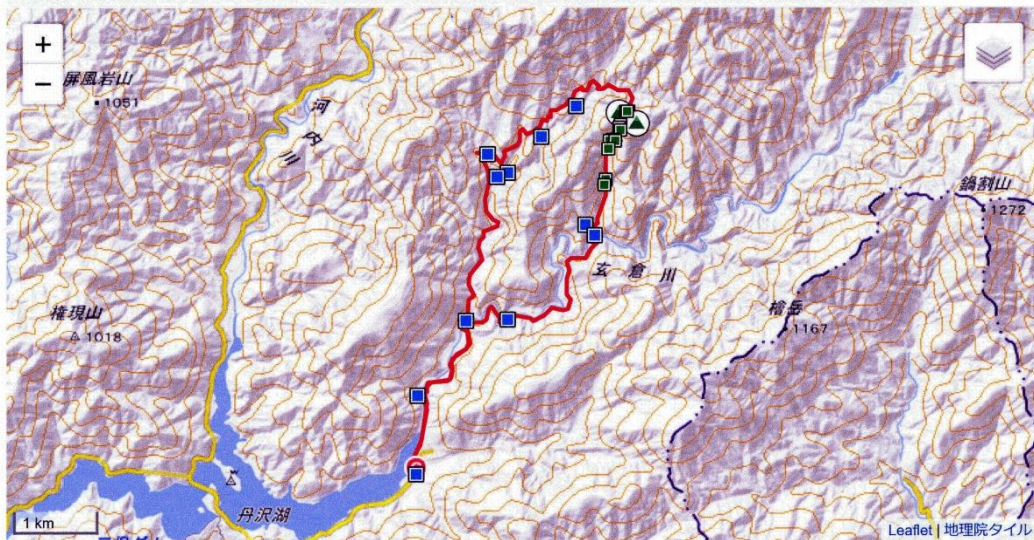 +
−
屏風岩山
1051
河内川
鍋割山
1272
玄倉川
権現山
1018
檜岳
1167
丹沢湖
1 km
Leaflet | 地理院タイル